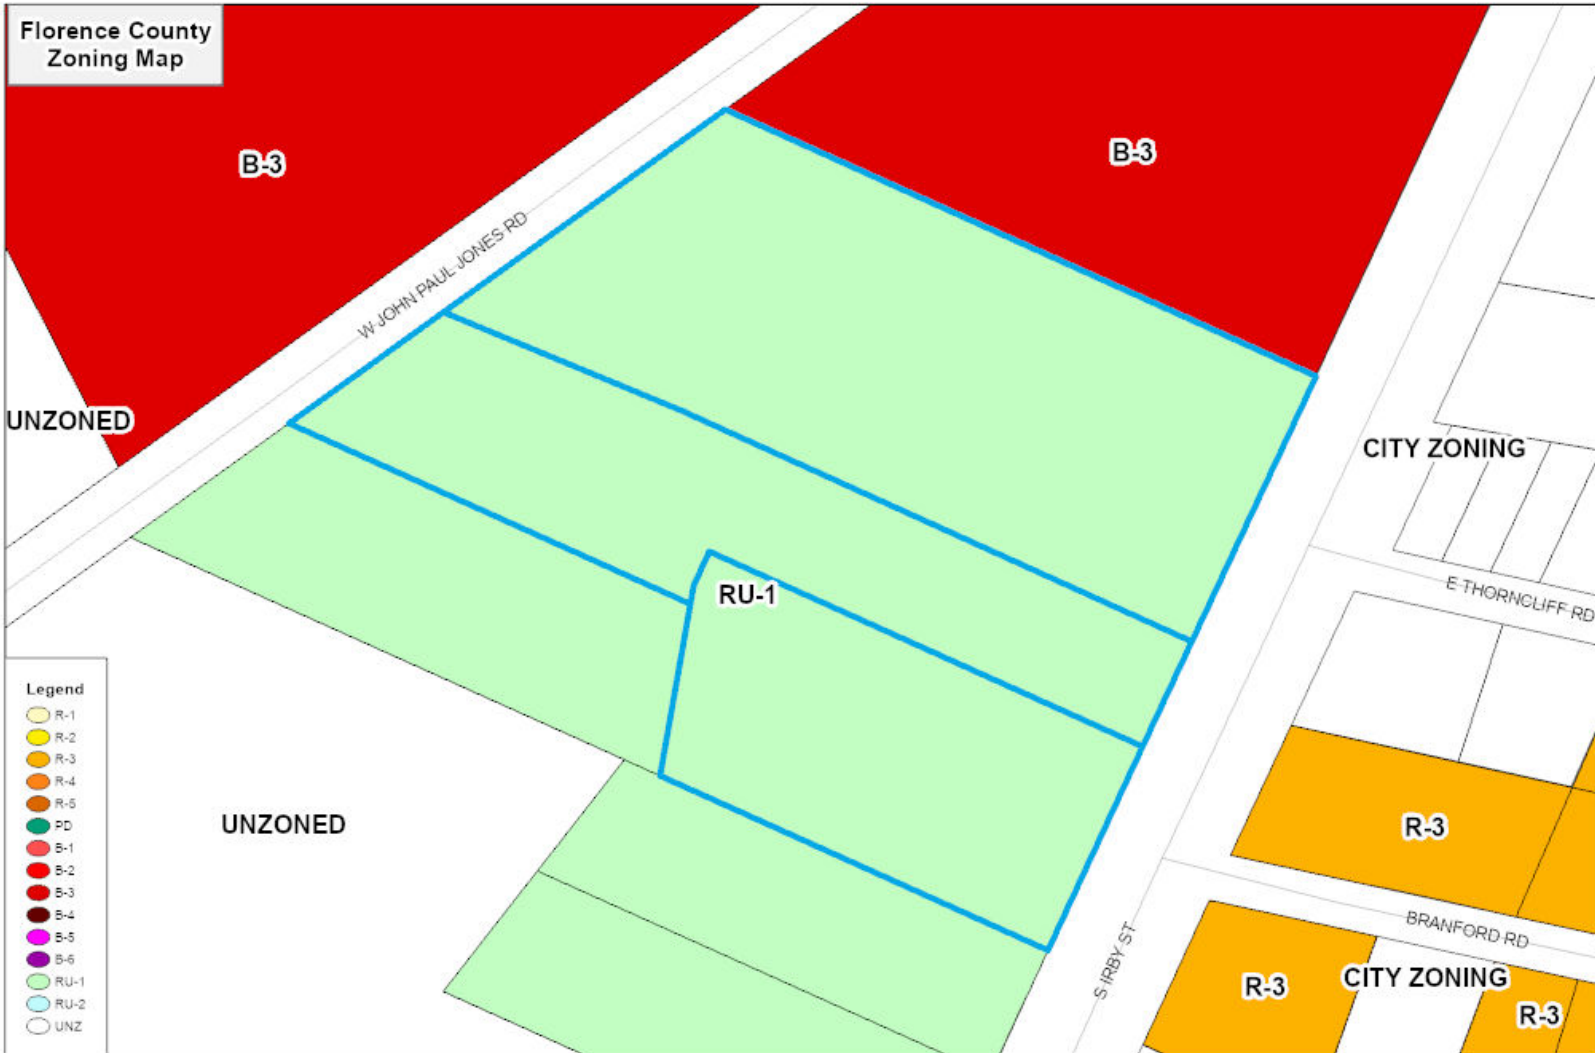 Florence County
Zoning Map
B-3
B-3
W JOHN PAUL JONES RD
UNZONED
CITY ZONING
E THORNCLIFF RD
RU-1
Legend
R-1
R-2
R-3
R-4
R-5
PD
B-1
B-2
B-3
B-4
B-5
B-6
RU-1
RU-2
UNZ
UNZONED
R-3
BRANFORD RD
S IRBY ST
CITY ZONING
R-3
R-3